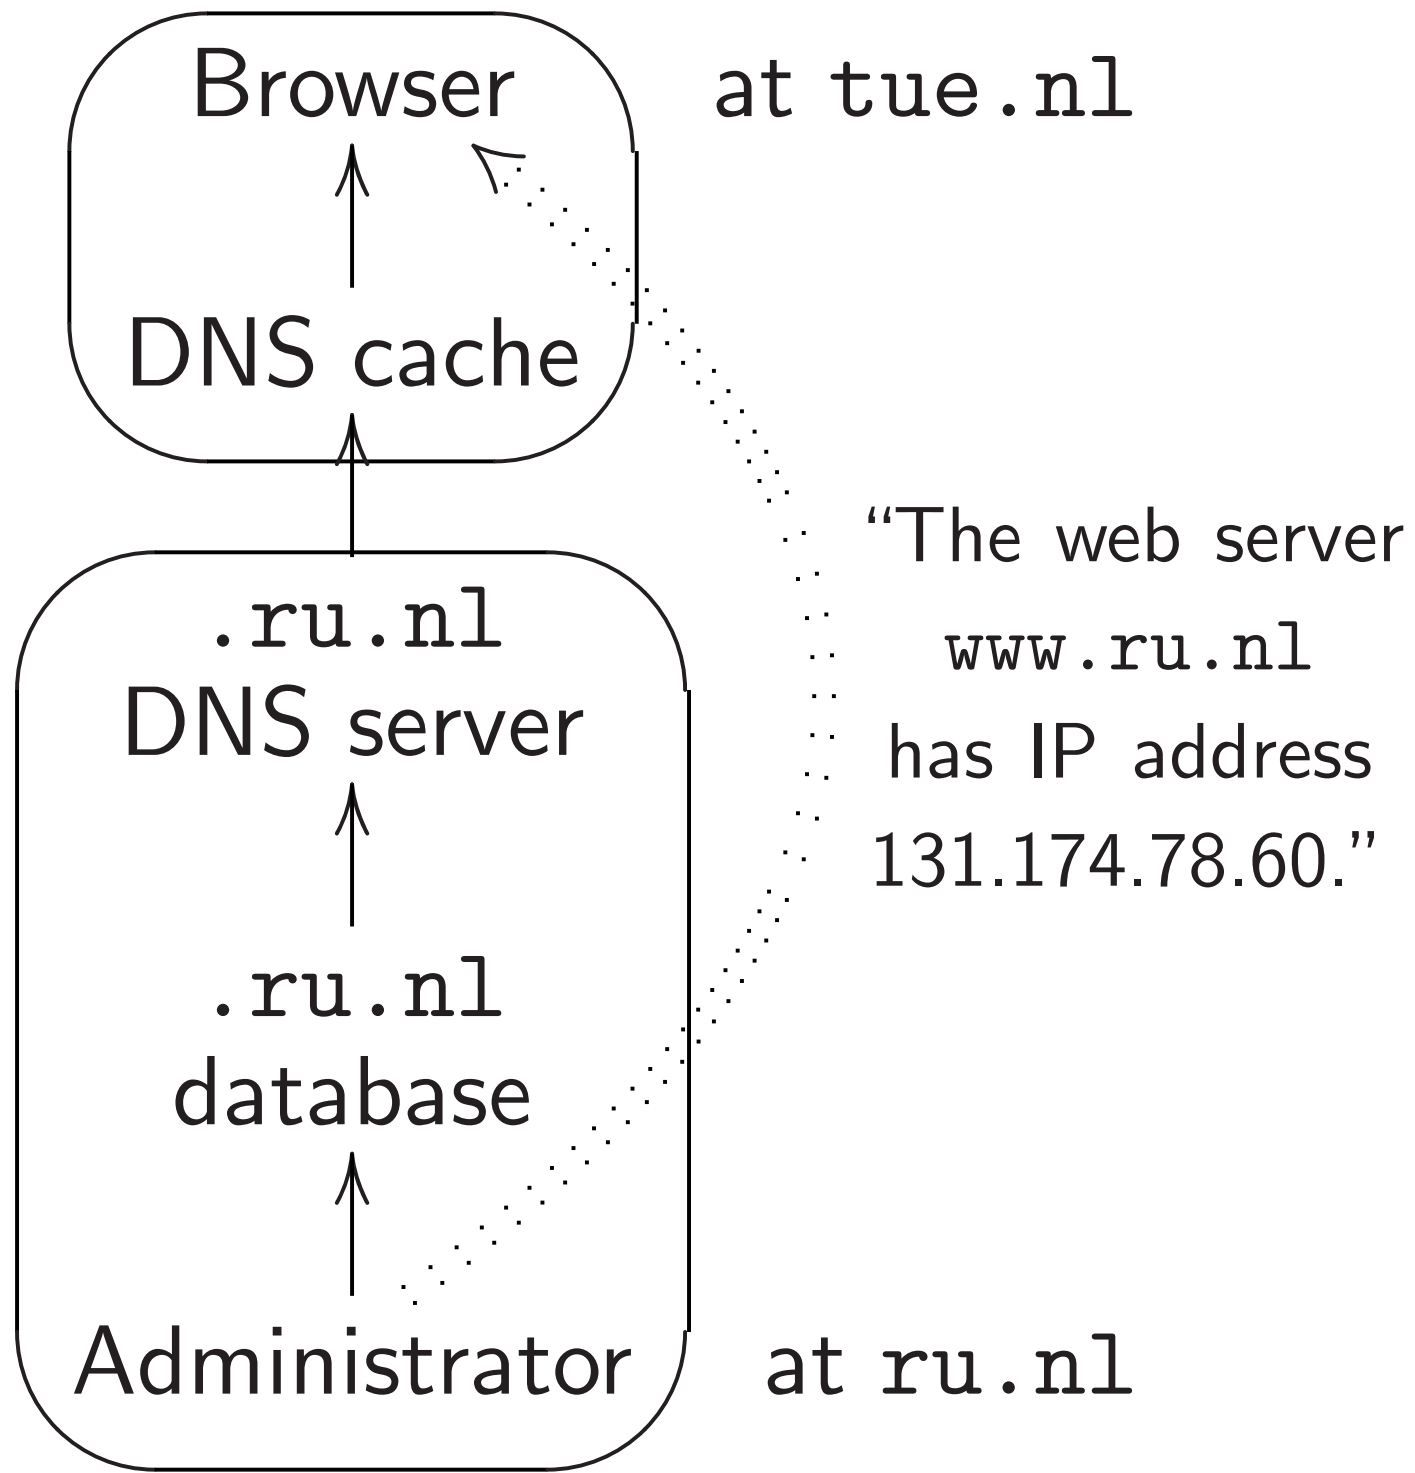 Browser
at tue.nl
DNS cache
.ru.nl
DNS server
“The web server
www.ru.nl
has IP address
131.174.78.60.”
.ru.nl
database
Administrator
at ru.nl